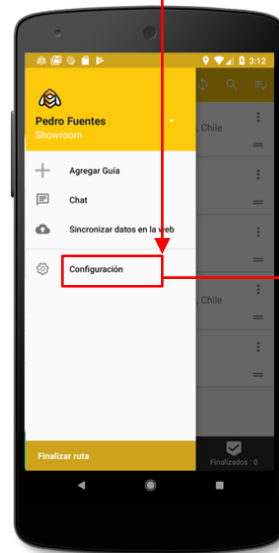 3:12
Pedro Fuentes
Showroom
, Chile
Agregar Guía
Chat
Sincronizar datos en la web
Configuración
, Chile
Finalizar ruta
Finalizados : 0